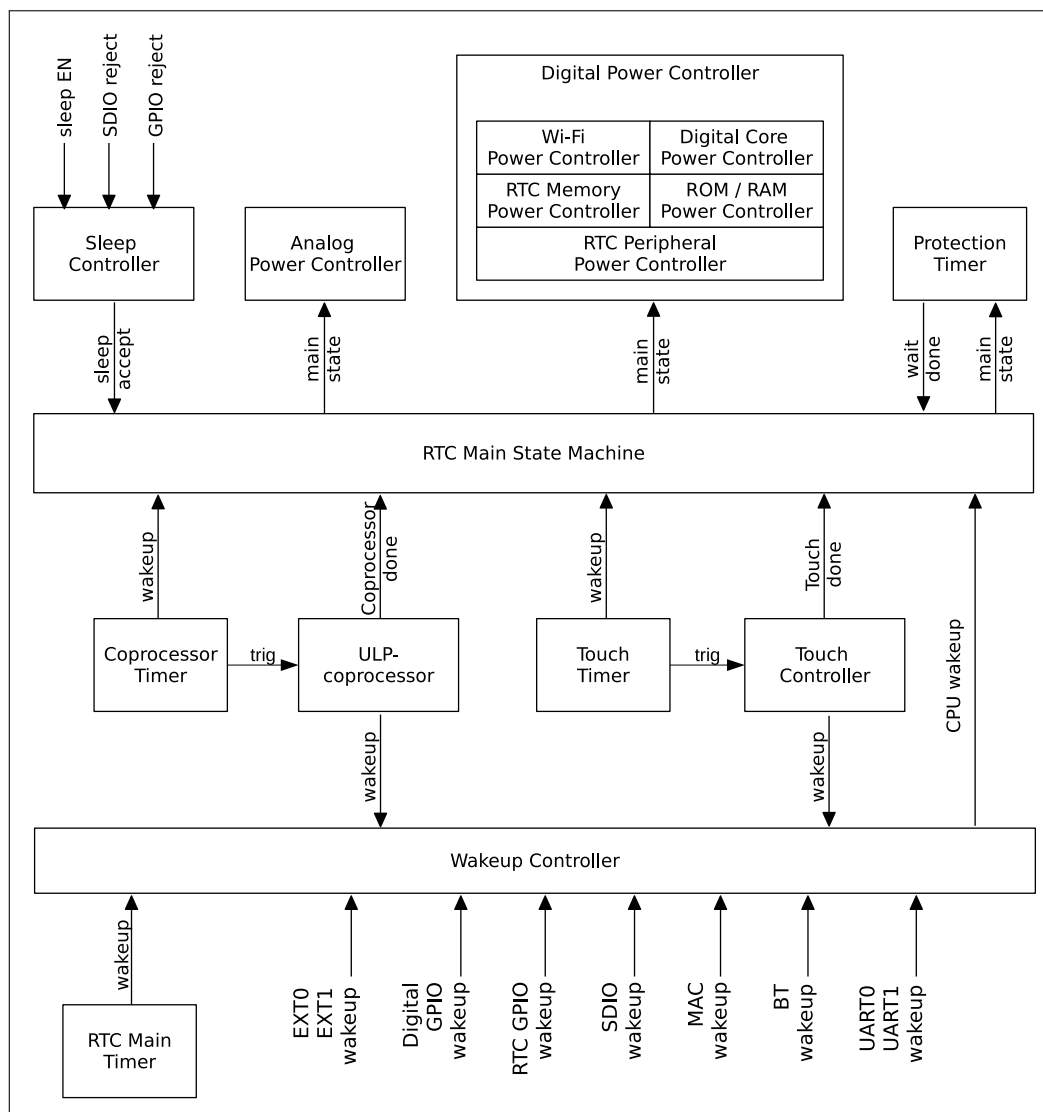 sleep EN
SDIO reject
GPIO reject
Digital Power Controller
Wi-Fi
Power Controller
Digital Core
Power Controller
RTC Memory
Power Controller
ROM / RAM
Power Controller
RTC Peripheral
Power Controller
Sleep
Controller
Analog
Power Controller
Protection
Timer
sleep
accept
main
state
main
state
wait
done
main
state
RTC Main State Machine
wakeup
Coprocessor
done
wakeup
Touch
done
CPU wakeup
Coprocessor
Timer
trig
ULP-
coprocessor
Touch
Timer
trig
Touch
Controller
wakeup
wakeup
Wakeup Controller
wakeup
RTC Main
Timer
EXT0
EXT1
wakeup
Digital
GPIO
wakeup
RTC GPIO
wakeup
SDIO
wakeup
MAC
wakeup
BT
wakeup
UART0
UART1
wakeup